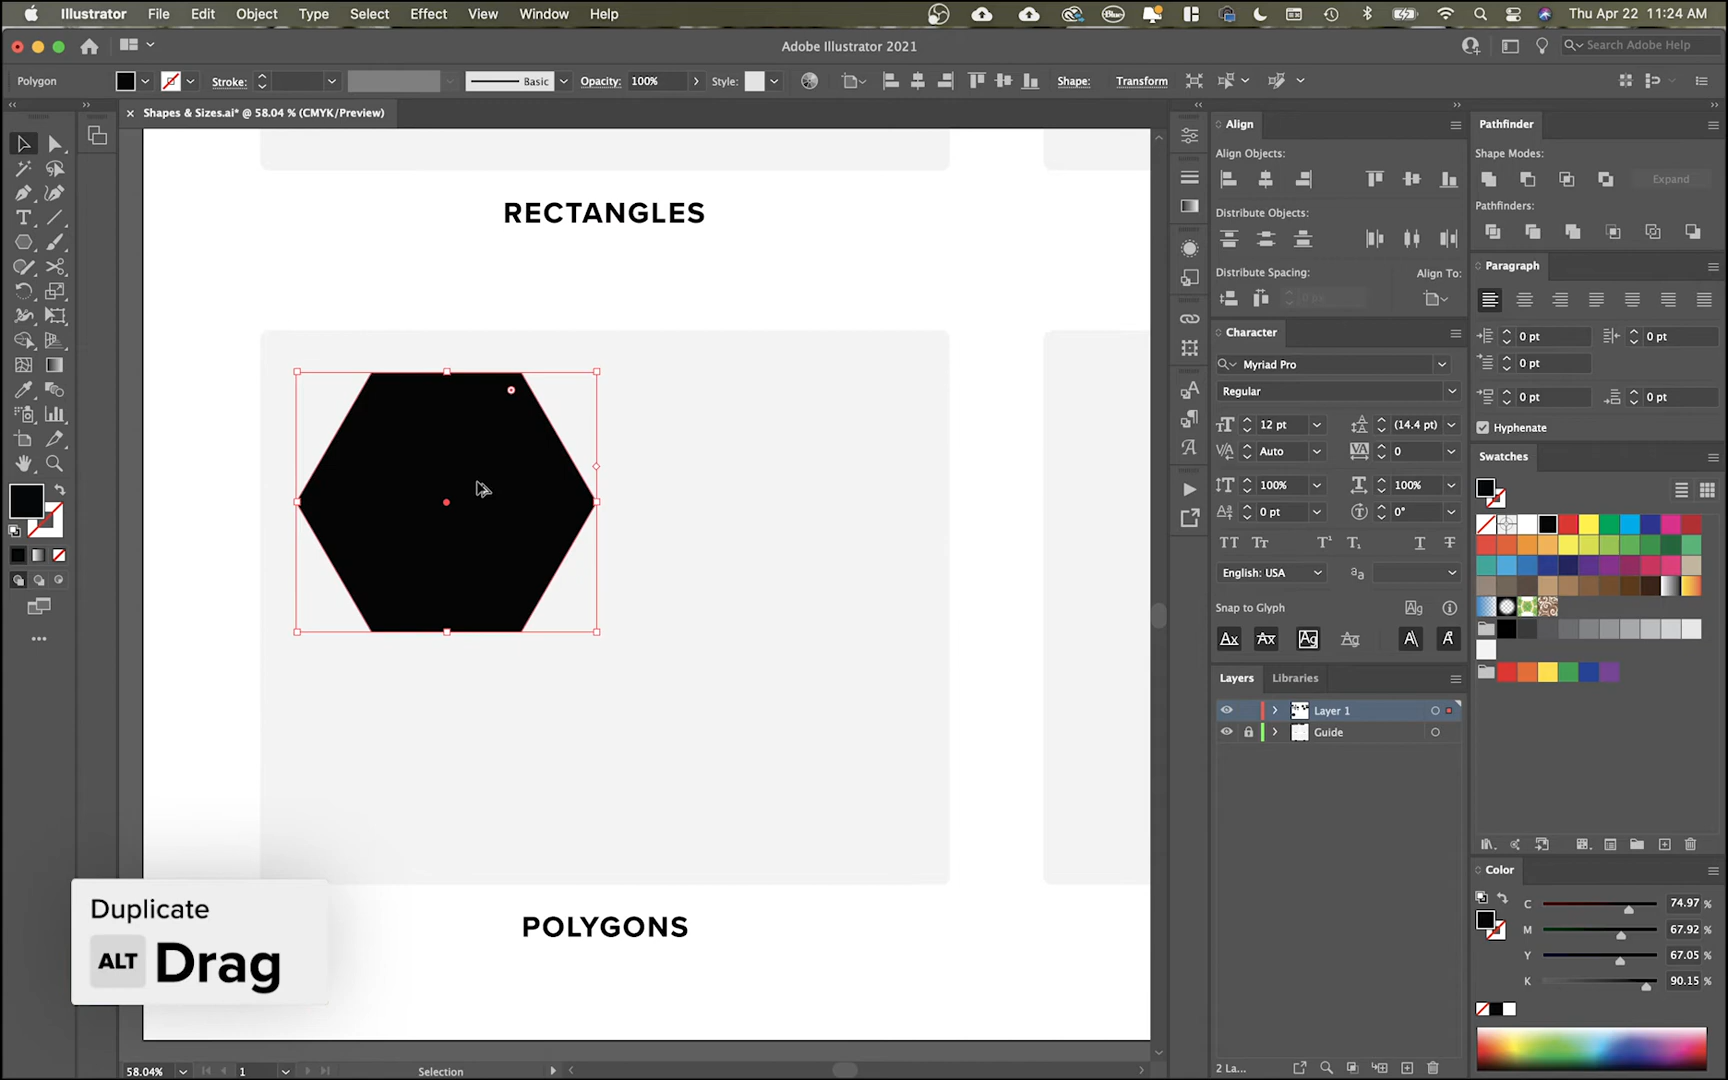 Illustrator File Edit Object Type Select Effect View Window Help
Thu Apr 22 11:24 AM
Adobe Illustrator 2021
Search Adobe Help
Polygon
Stroke:
Basic
Opacity:
100%
Style:
Shape:
Transform
Shapes & Sizes.ai* @ 58.04 % (CMYK/Preview)
RECTANGLES
POLYGONS
Duplicate
ALT Drag
58.04%
1
Selection
Align
Align Objects:
Distribute Objects:
Distribute Spacing:
Align To:
0 px
Character
Myriad Pro
Regular
12 pt
(14.4 pt)
Auto
0
100%
100%
0 pt
0°
English: USA
Snap to Glyph
Layers
Libraries
Layer 1
Guide
2 La...
Pathfinder
Shape Modes:
Expand
Pathfinders:
Paragraph
0 pt
0 pt
0 pt
0 pt
0 pt
Hyphenate
Swatches
Color
C 74.97 %
M 67.92 %
Y 67.05 %
K 90.15 %